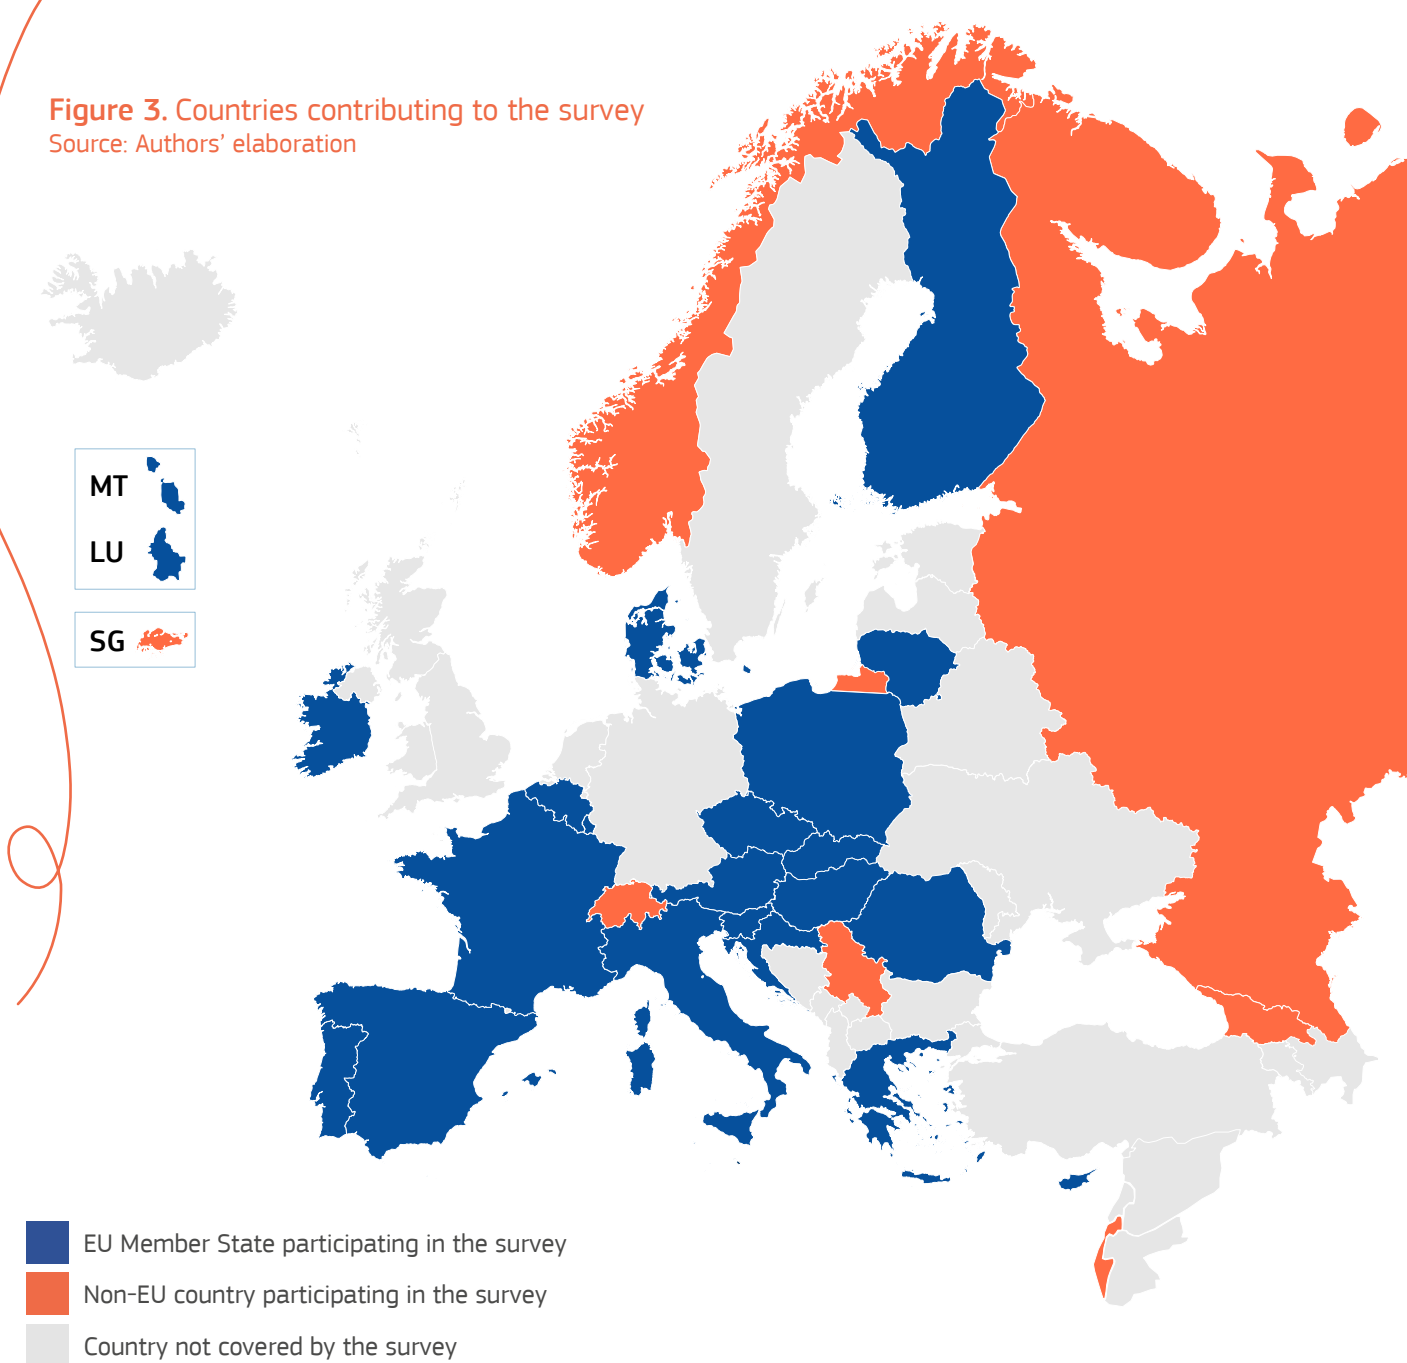 Figure 3. Countries contributing to the survey
Source: Authors’ elaboration
MT
LU
SG
EU Member State participating in the survey
Non-EU country participating in the survey
Country not covered by the survey